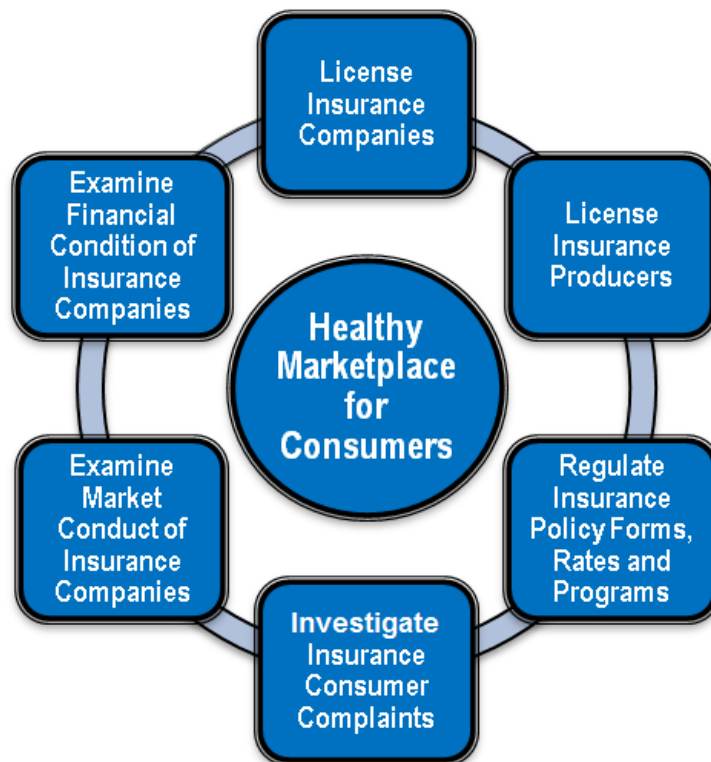 License
Insurance
Companies
License
Insurance
Producers
Regulate
Insurance
Policy Forms,
Rates and
Programs
Investigate
Insurance
Consumer
Complaints
Examine
Market
Conduct of
Insurance
Companies
Examine
Financial
Condition of
Insurance
Companies
Healthy
Marketplace
for
Consumers